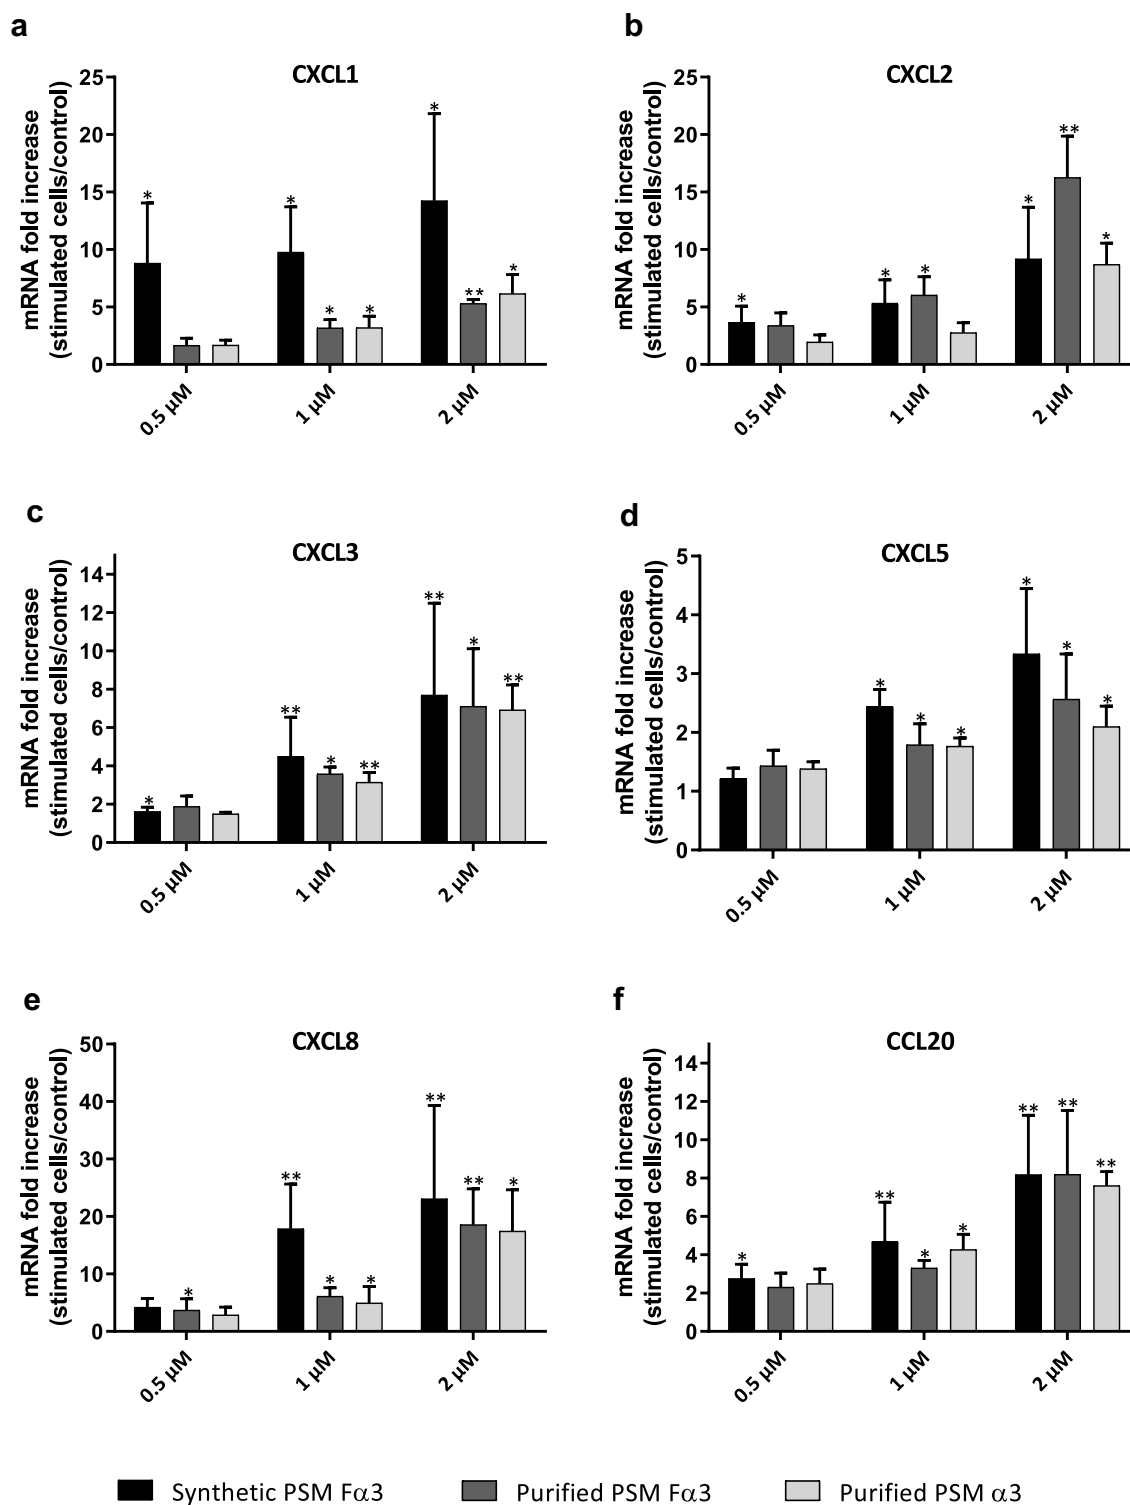 a
CXCL1
mRNA fold increase
(stimulated cells/control)
25
20
15
10
5
0
*
*
*
*
*
**
*
0.5 µM
1 µM
2 µM
b
CXCL2
mRNA fold increase
(stimulated cells/control)
25
20
15
10
5
0
*
*
*
*
**
*
0.5 µM
1 µM
2 µM
c
CXCL3
mRNA fold increase
(stimulated cells/control)
14
12
10
8
6
4
2
0
*
**
*
**
**
*
**
0.5 µM
1 µM
2 µM
d
CXCL5
mRNA fold increase
(stimulated cells/control)
5
4
3
2
1
0
*
*
*
*
*
*
0.5 µM
1 µM
2 µM
e
CXCL8
mRNA fold increase
(stimulated cells/control)
50
40
30
20
10
0
*
**
*
*
**
**
*
0.5 µM
1 µM
2 µM
f
CCL20
mRNA fold increase
(stimulated cells/control)
14
12
10
8
6
4
2
0
*
**
*
*
**
**
**
0.5 µM
1 µM
2 µM
Synthetic PSM Fα3 Purified PSM Fα3 Purified PSM α3